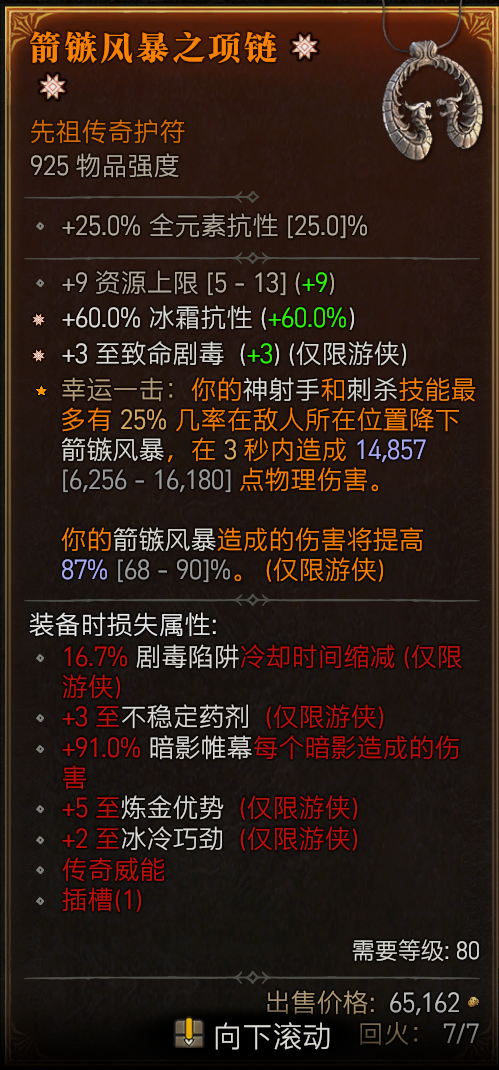 箭镞风暴之项链
先祖传奇护符
925 物品强度
+25.0% 全元素抗性 [25.0]%
+9 资源上限 [5 - 13] (+9)
+60.0% 冰霜抗性 (+60.0%)
+3 至致命剧毒 (+3) (仅限游侠)
幸运一击：你的神射手和刺杀技能最
多有 25% 几率在敌人所在位置降下
箭镞风暴，在 3 秒内造成 14,857
[6,256 - 16,180] 点物理伤害。
你的箭镞风暴造成的伤害将提高
87% [68 - 90]%。 (仅限游侠)
装备时损失属性:
16.7% 剧毒陷阱冷却时间缩减 (仅限
游侠)
+3 至不稳定药剂 (仅限游侠)
+91.0% 暗影帷幕每个暗影造成的伤
害
+5 至炼金优势 (仅限游侠)
+2 至冰冷巧劲 (仅限游侠)
传奇威能
插槽(1)
需要等级: 80
出售价格: 65,162
向下滚动 回火： 7/7